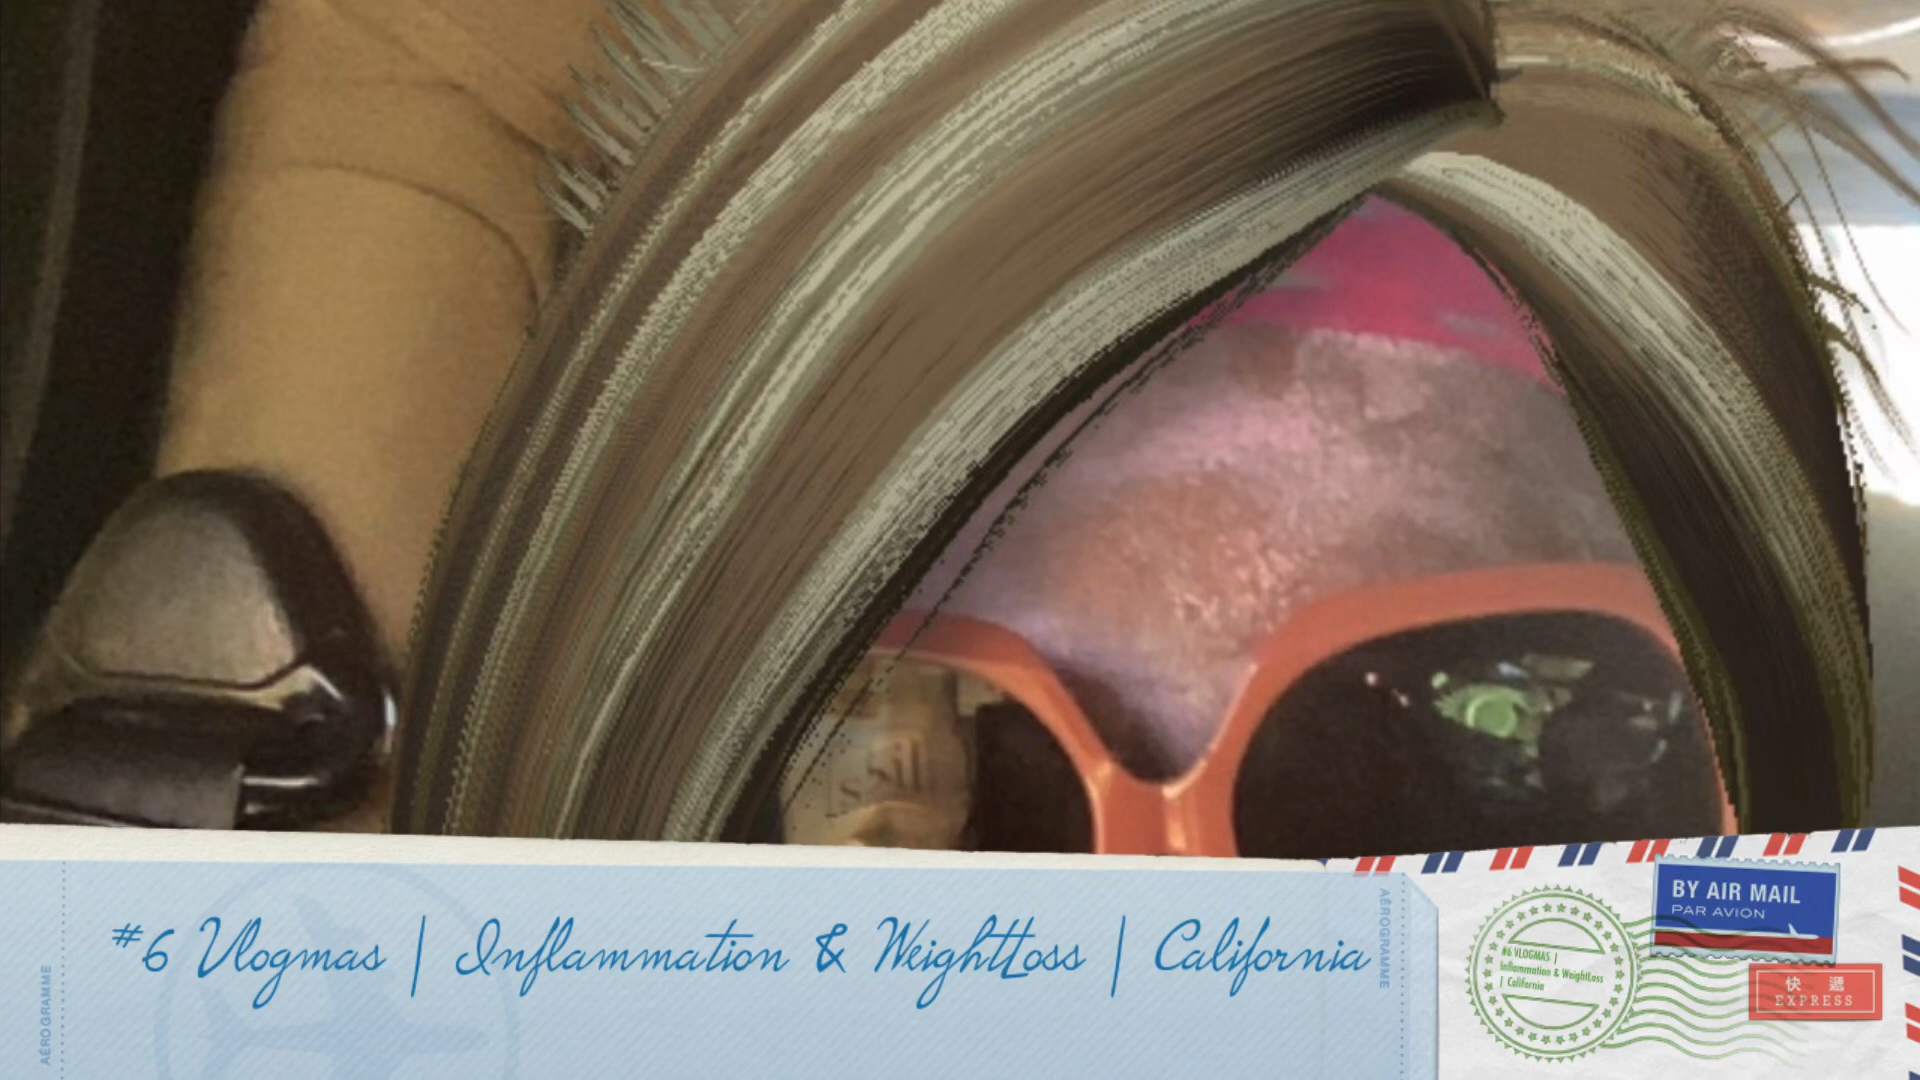 #6 Vlogmas | Inflammation & WeightLoss | California
AÉROGRAMME
AÉROGRAMME
#6 VLOGMAS |
Inflammation & WeightLoss
| California
BY AIR MAIL
PAR AVION
快 遞
EXPRESS